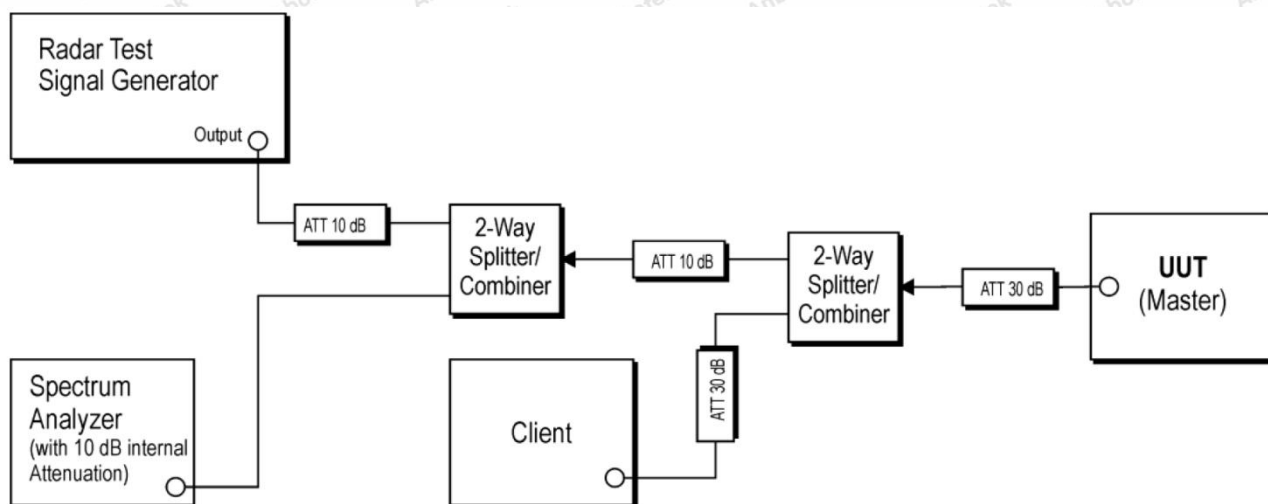 Radar Test
Signal Generator
Output
ATT 10 dB
2-Way
Splitter/
Combiner
ATT 10 dB
2-Way
Splitter/
Combiner
ATT 30 dB
UUT
(Master)
Spectrum
Analyzer
(with 10 dB internal
Attenuation)
Client
ATT 30 dB